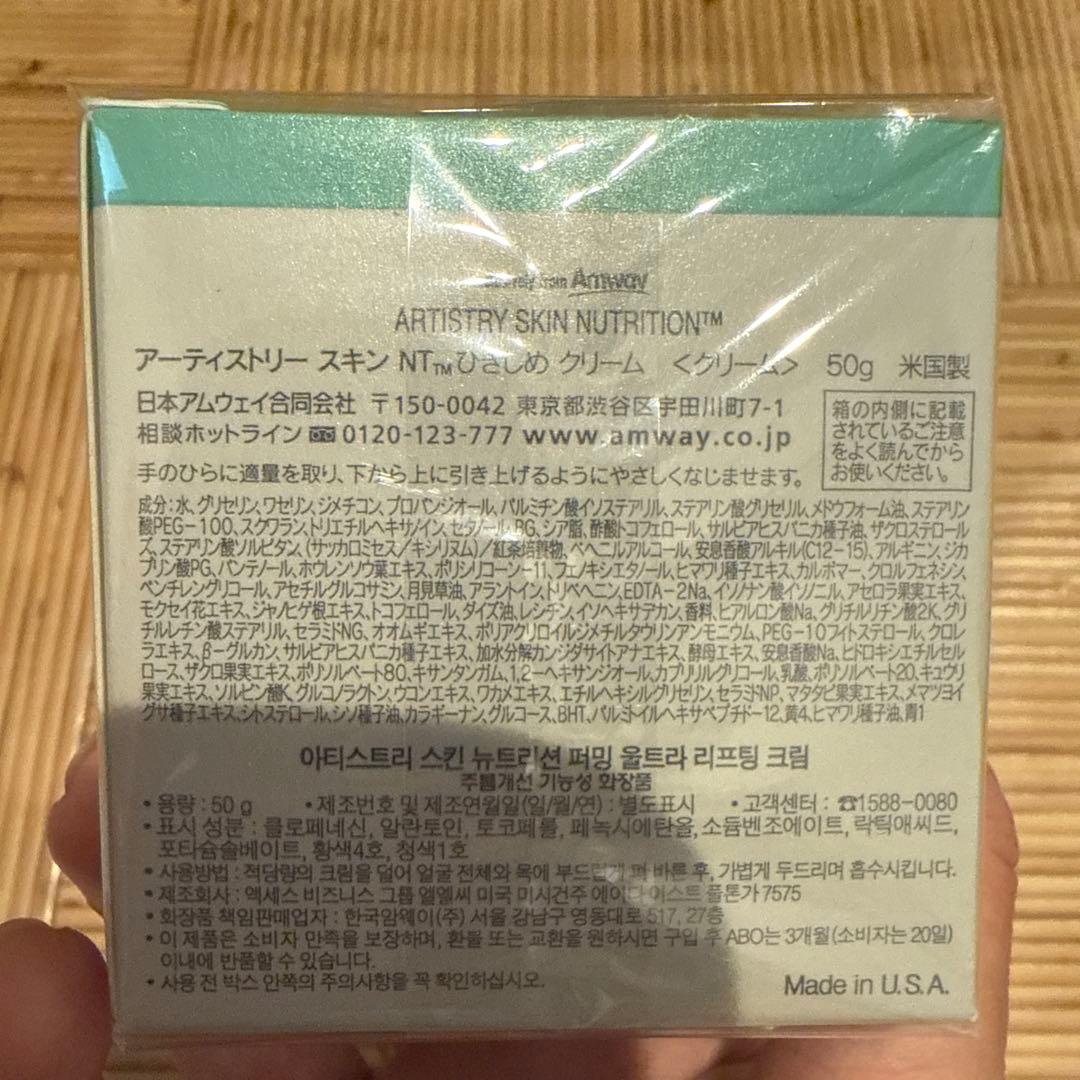 from Amway
ARTISTRY SKIN NUTRITION™
アーティストリー スキン NT™ ひきしめ クリーム ＜クリーム＞ 50g 米国製
日本アムウェイ合同会社 〒150-0042 東京都渋谷区宇田川町7-1
相談ホットライン 0120-123-777 www.amway.co.jp
箱の内側に記載
されているご注意
をよく読んでから
お使いください。
手のひらに適量を取り、下から上に引き上げるようにやさしくなじませます。
成分：水、グリセリン、ワセリン、ジメチコン、プロパンジオール、パルミチン酸イソステアリル、ステアリン酸グリセリル、メドウフォーム油、ステアリン
酸PEG-100、スクワラン、トリエチルヘキサノイン、セタノール、BG、シア脂、酢酸トコフェロール、サルビアヒスパニカ種子油、ザクロステロール
ズ、ステアリン酸ソルビタン、（サッカロミセス／キシリヌム）／紅茶培養物、ベヘニルアルコール、安息香酸アルキル(C12-15)、アルギニン、ジカ
プリン酸PG、パンテノール、ホウレンソウ葉エキス、ポリシリコーン-11、フェノキシエタノール、ヒマワリ種子エキス、カルボマー、クロルフェネシン、
ペンチレングリコール、アセチルグルコサミン、月見草油、アラントイン、トリベヘニン、EDTA-2Na、イソノナン酸イソノニル、アセロラ果実エキス、
モクセイ花エキス、ジャノヒゲ根エキス、トコフェロール、ダイズ油、レシチン、イソヘキサデカン、香料、ヒアルロン酸Na、グリチルリチン酸2K、グリ
チルレチン酸ステアリル、セラミドNG、オオムギエキス、ポリアクリロイルジメチルタウリンアンモニウム、PEG-10フィトステロール、クロレ
ラエキス、β-グルカン、サルビアヒスパニカ種子エキス、加水分解カンジダサイトアナエキス、酵母エキス、安息香酸Na、ヒドロキシエチルセル
ロース、ザクロ果実エキス、ポリソルベート80、キサンタンガム、1,2-ヘキサンジオール、カプリルグリコール、乳酸、ポリソルベート20、キュウリ
果実エキス、ソルビン酸K、グルコノラクトン、ウコンエキス、ワカメエキス、エチルヘキシルグリセリン、セラミドNP、マタタビ果実エキス、メマツヨイ
グサ種子エキス、シトステロール、シソ種子油、カラギーナン、グルコース、BHT、パルミトイルヘキサペプチド-12、黄4、ヒマワリ種子油、青1
아티스트리 스킨 뉴트리션 퍼밍 울트라 리프팅 크림
주름개선 기능성 화장품
• 용량 : 50 g • 제조번호 및 제조연월일(일/월/연) : 별도표시 • 고객센터 : ☎1588-0080
• 표시 성분 : 클로페네신, 알란토인, 토코페롤, 페녹시에탄올, 소듐벤조에이트, 락틱애씨드,
포타슘솔베이트, 황색4호, 청색1호
• 사용방법 : 적당량의 크림을 덜어 얼굴 전체와 목에 부드럽게 펴 바른 후, 가볍게 두드리며 흡수시킵니다.
• 제조회사 : 엑세스 비즈니스 그룹 엘엘씨 미국 미시건주 에이다 이스트 풀톤가 7575
• 화장품 책임판매업자 : 한국암웨이(주) 서울 강남구 영동대로 517, 27층
• 이 제품은 소비자 만족을 보장하며, 환불 또는 교환을 원하시면 구입 후 ABO는 3개월(소비자는 20일)
이내에 반품할 수 있습니다.
• 사용 전 박스 안쪽의 주의사항을 꼭 확인하십시오.
Made in U.S.A.